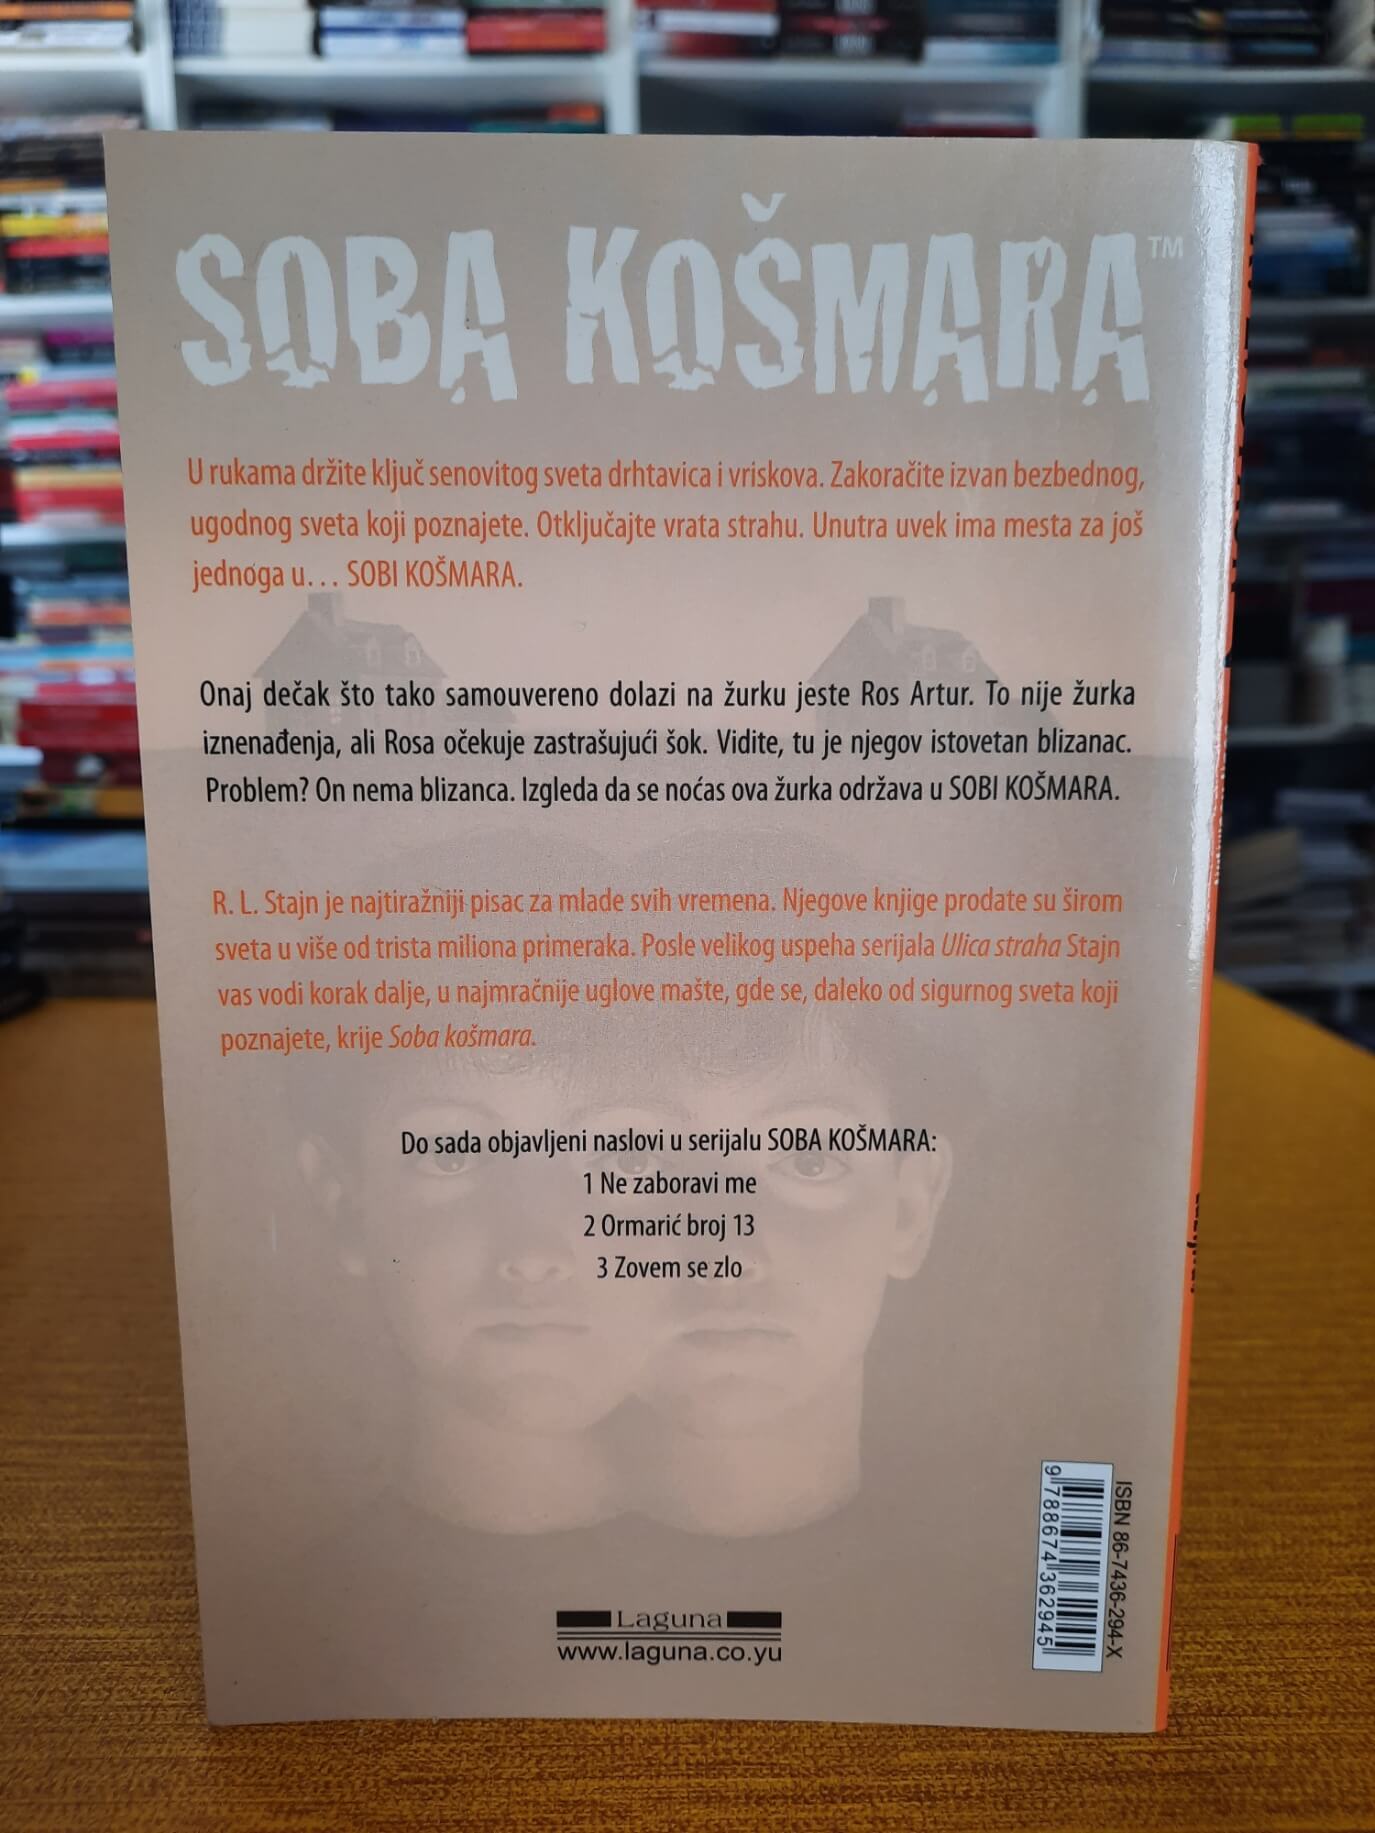 SOBA KOŠMARA™
U rukama držite ključ senovitog sveta drhtavica i vriskova. Zakoračite izvan bezbednog,
ugodnog sveta koji poznajete. Otključajte vrata strahu. Unutra uvek ima mesta za još
jednoga u… SOBI KOŠMARA.
Onaj dečak što tako samouvereno dolazi na žurku jeste Ros Artur. To nije žurka
iznenađenja, ali Rosa očekuje zastrašujući šok. Vidite, tu je njegov istovetan blizanac.
Problem? On nema blizanca. Izgleda da se noćas ova žurka održava u SOBI KOŠMARA.
R. L. Stajn je najtiražniji pisac za mlade svih vremena. Njegove knjige prodate su širom
sveta u više od trista miliona primeraka. Posle velikog uspeha serijala Ulica straha Stajn
vas vodi korak dalje, u najmračnije uglove mašte, gde se, daleko od sigurnog sveta koji
poznajete, krije Soba košmara.
Do sada objavljeni naslovi u serijalu SOBA KOŠMARA:
1 Ne zaboravi me
2 Ormarić broj 13
3 Zovem se zlo
ISBN 86-7436-294-X
9788674362945
Laguna
www.laguna.co.yu